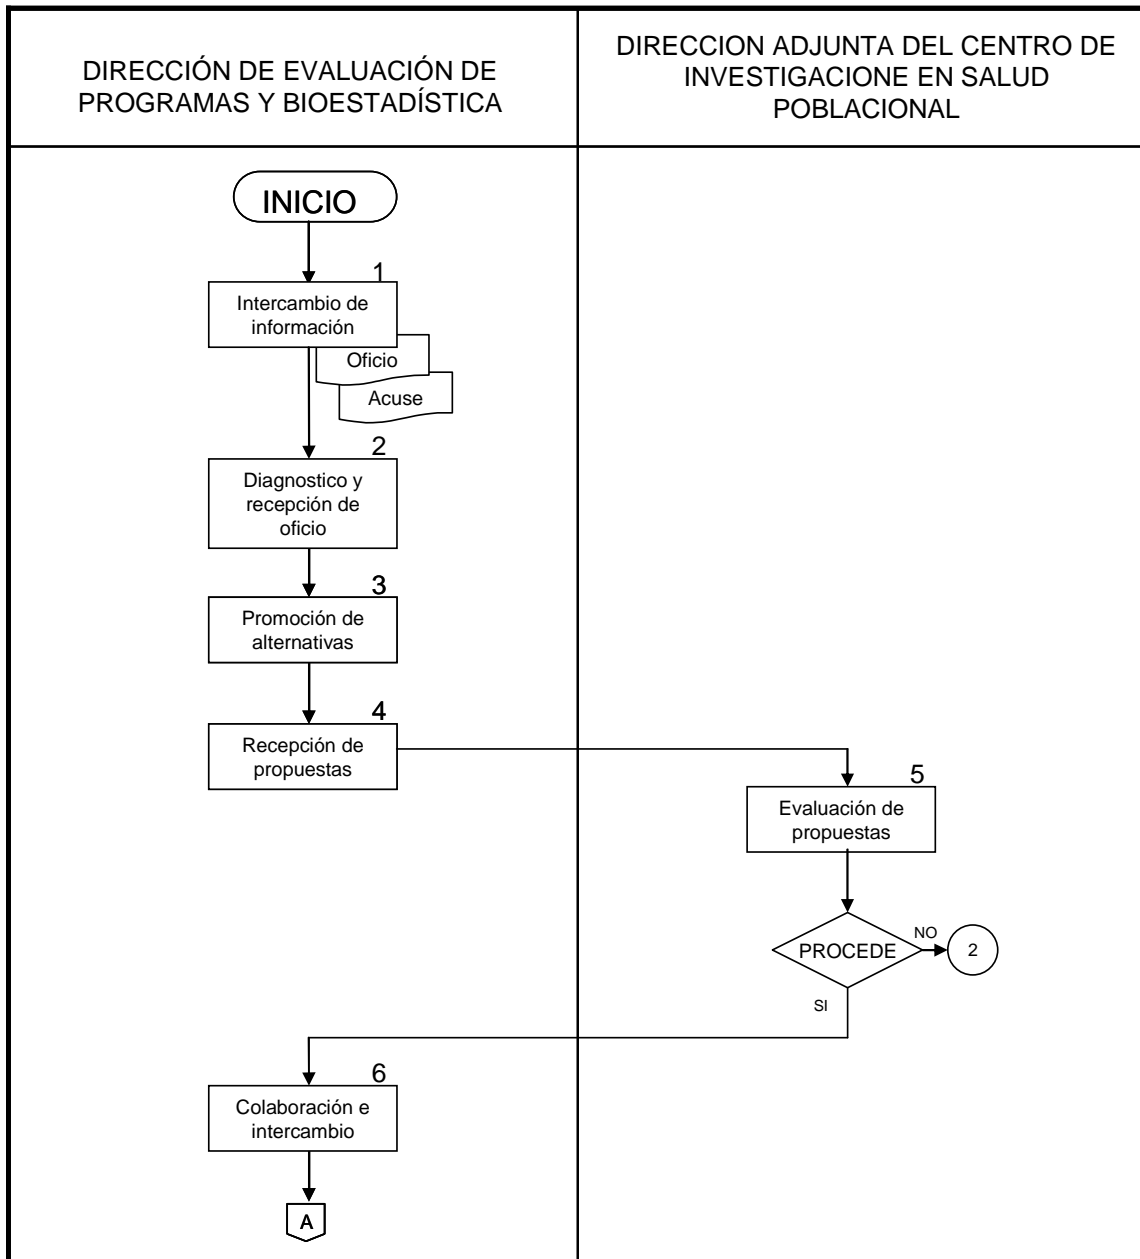 DIRECCIÓN DE EVALUACIÓN DE
PROGRAMAS Y BIOESTADÍSTICA
DIRECCION ADJUNTA DEL CENTRO DE
INVESTIGACIONE EN SALUD
POBLACIONAL
INICIO
1
Intercambio de
información
Oficio
Acuse
2
Diagnostico y
recepción de
oficio
3
Promoción de
alternativas
4
Recepción de
propuestas
5
Evaluación de
propuestas
PROCEDE
NO
2
SI
6
Colaboración e
intercambio
A